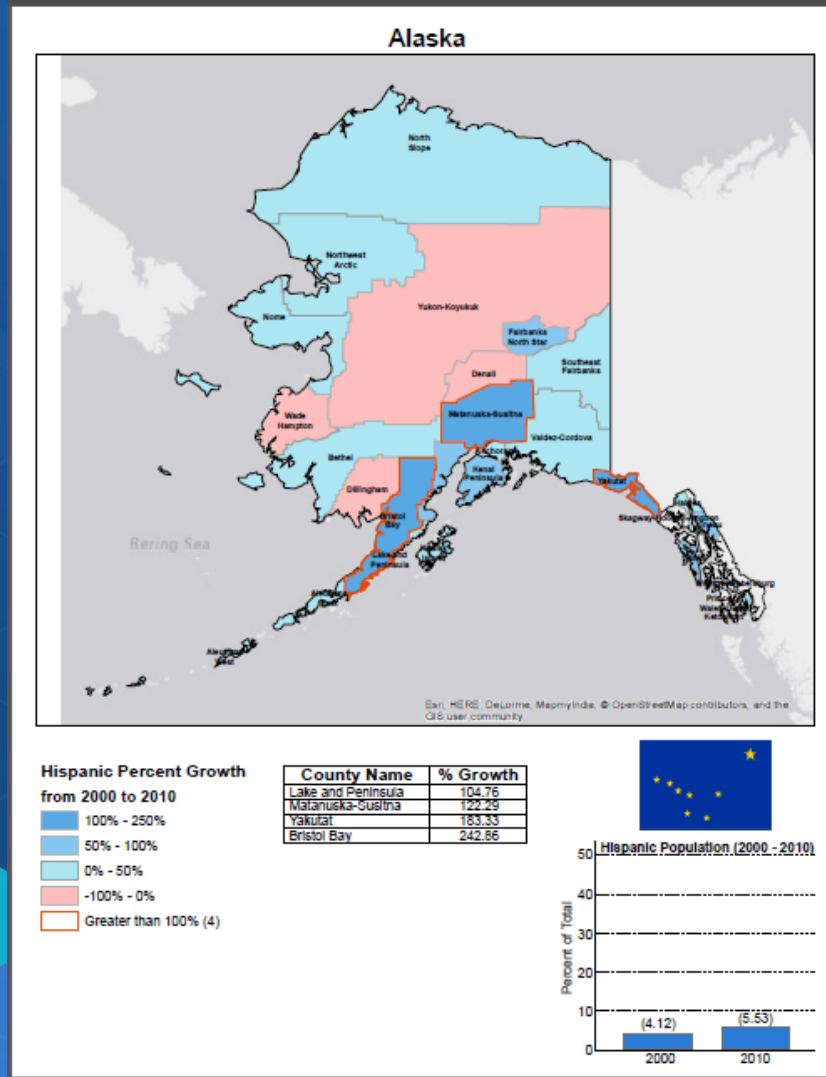 Alaska
North
Slope
Northwest
Arctic
Nome
Yukon-Koyukuk
Fairbanks
North Star
Denali
Southeast
Fairbanks
Wade
Hampton
Matanuska-Susitna
Valdez-Cordova
Bethel
Kenai
Peninsula
Dillingham
Yakutat
Bristol
Bay
Bering Sea
Lake and
Peninsula
Esri, HERE, DeLorme, MapmyIndia, © OpenStreetMap contributors, and the
GIS user community
Hispanic Percent Growth
from 2000 to 2010
100% - 250%
50% - 100%
0% - 50%
-100% - 0%
Greater than 100% (4)
County Name % Growth
Lake and Peninsula 104.76
Matanuska-Susitna 122.29
Yakutat 183.33
Bristol Bay 242.86
Hispanic Population (2000 - 2010)
Percent of Total
50
40
30
20
10
0
(4.12) (5.53)
2000 2010